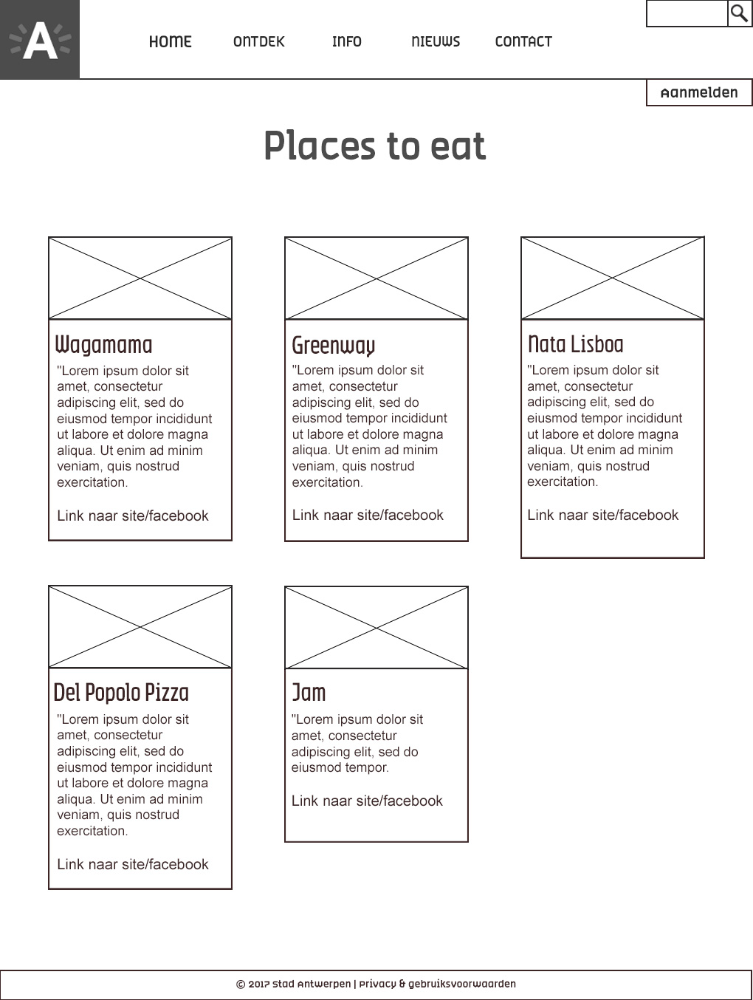 A
HOME ONTDEK INFO NIEUWS CONTACT
Aanmelden
Places to eat
Wagamama
"Lorem ipsum dolor sit
amet, consectetur
adipiscing elit, sed do
eiusmod tempor incididunt
ut labore et dolore magna
aliqua. Ut enim ad minim
veniam, quis nostrud
exercitation.
Link naar site/facebook
Greenway
"Lorem ipsum dolor sit
amet, consectetur
adipiscing elit, sed do
eiusmod tempor incididunt
ut labore et dolore magna
aliqua. Ut enim ad minim
veniam, quis nostrud
exercitation.
Link naar site/facebook
Nata Lisboa
"Lorem ipsum dolor sit
amet, consectetur
adipiscing elit, sed do
eiusmod tempor incididunt
ut labore et dolore magna
aliqua. Ut enim ad minim
veniam, quis nostrud
exercitation.
Link naar site/facebook
Del Popolo Pizza
"Lorem ipsum dolor sit
amet, consectetur
adipiscing elit, sed do
eiusmod tempor incididunt
ut labore et dolore magna
aliqua. Ut enim ad minim
veniam, quis nostrud
exercitation.
Link naar site/facebook
Jam
"Lorem ipsum dolor sit
amet, consectetur
adipiscing elit, sed do
eiusmod tempor.
Link naar site/facebook
© 2017 Stad Antwerpen | Privacy & gebruiksvoorwaarden